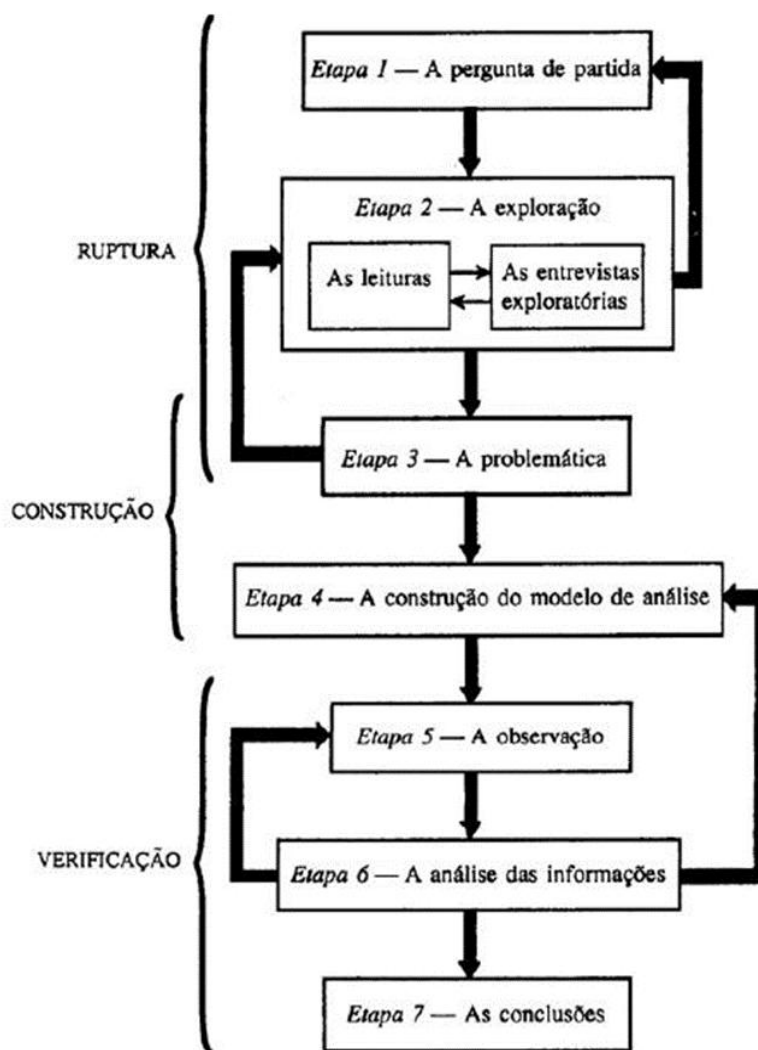 Etapa 1 — A pergunta de partida
Etapa 2 — A exploração
RUPTURA
As leituras
As entrevistas
exploratórias
Etapa 3 — A problemática
CONSTRUÇÃO
Etapa 4 — A construção do modelo de análise
Etapa 5 — A observação
VERIFICAÇÃO
Etapa 6 — A análise das informações
Etapa 7 — As conclusões